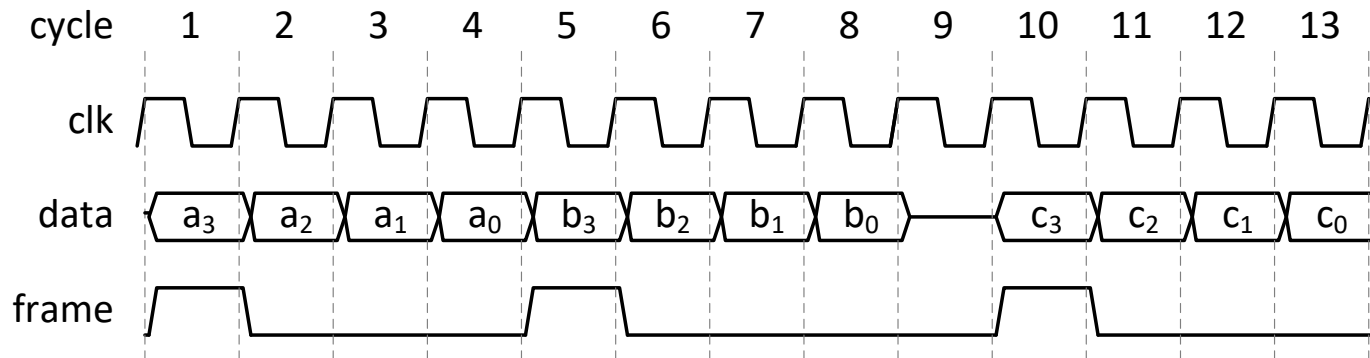 cycle 1 2 3 4 5 6 7 8 9 10 11 12 13
clk
data a₃ a₂ a₁ a₀ b₃ b₂ b₁ b₀ c₃ c₂ c₁ c₀
frame